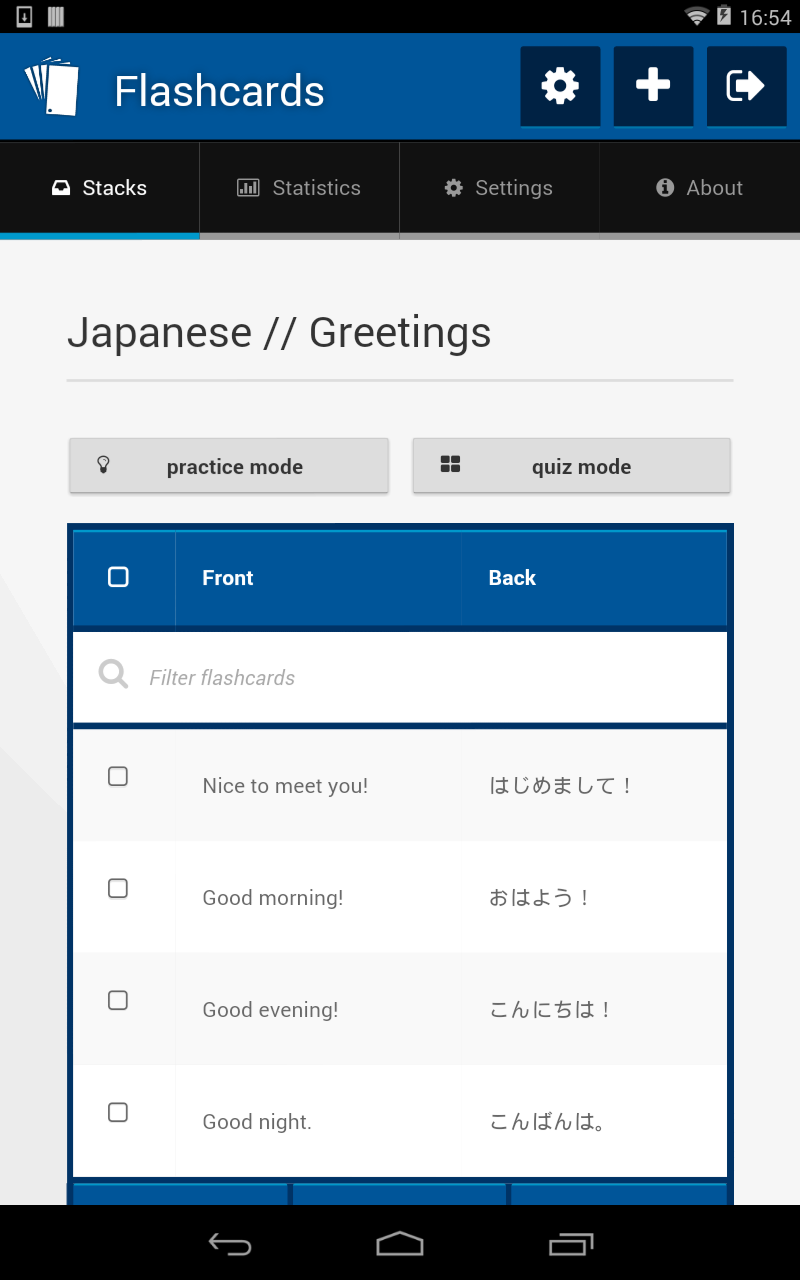 16:54
Flashcards
Stacks
Statistics
Settings
About
Japanese // Greetings
practice mode
quiz mode
Front
Back
Filter flashcards
Nice to meet you!
はじめまして！
Good morning!
おはよう！
Good evening!
こんにちは！
Good night.
こんばんは。